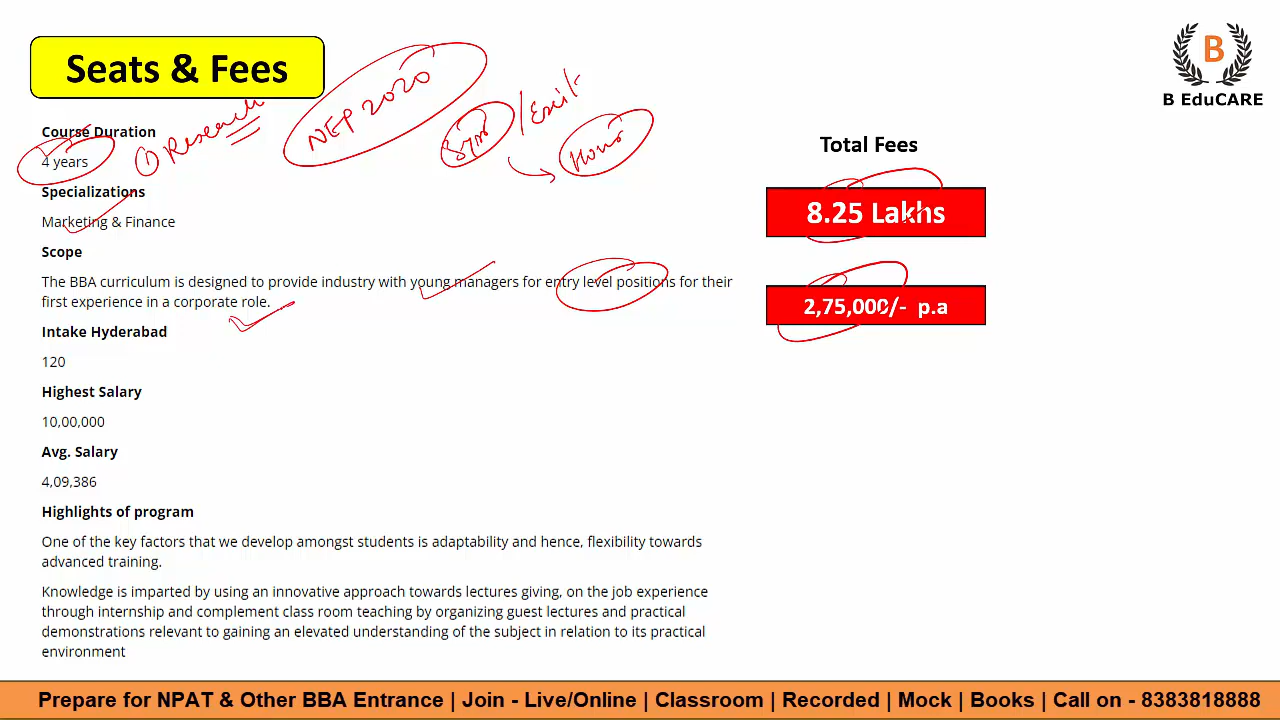 Seats & Fees
B
B EduCARE
NEP 2020
3 yrs / Exit
Hons
① Research
Course Duration
4 years
Specializations
Marketing & Finance
Scope
The BBA curriculum is designed to provide industry with young managers for entry level positions for their
first experience in a corporate role.
Intake Hyderabad
120
Highest Salary
10,00,000
Avg. Salary
4,09,386
Highlights of program
One of the key factors that we develop amongst students is adaptability and hence, flexibility towards
advanced training.
Knowledge is imparted by using an innovative approach towards lectures giving, on the job experience
through internship and complement class room teaching by organizing guest lectures and practical
demonstrations relevant to gaining an elevated understanding of the subject in relation to its practical
environment
Total Fees
8.25 Lakhs
2,75,000/- p.a
Prepare for NPAT & Other BBA Entrance | Join - Live/Online | Classroom | Recorded | Mock | Books | Call on - 8383818888